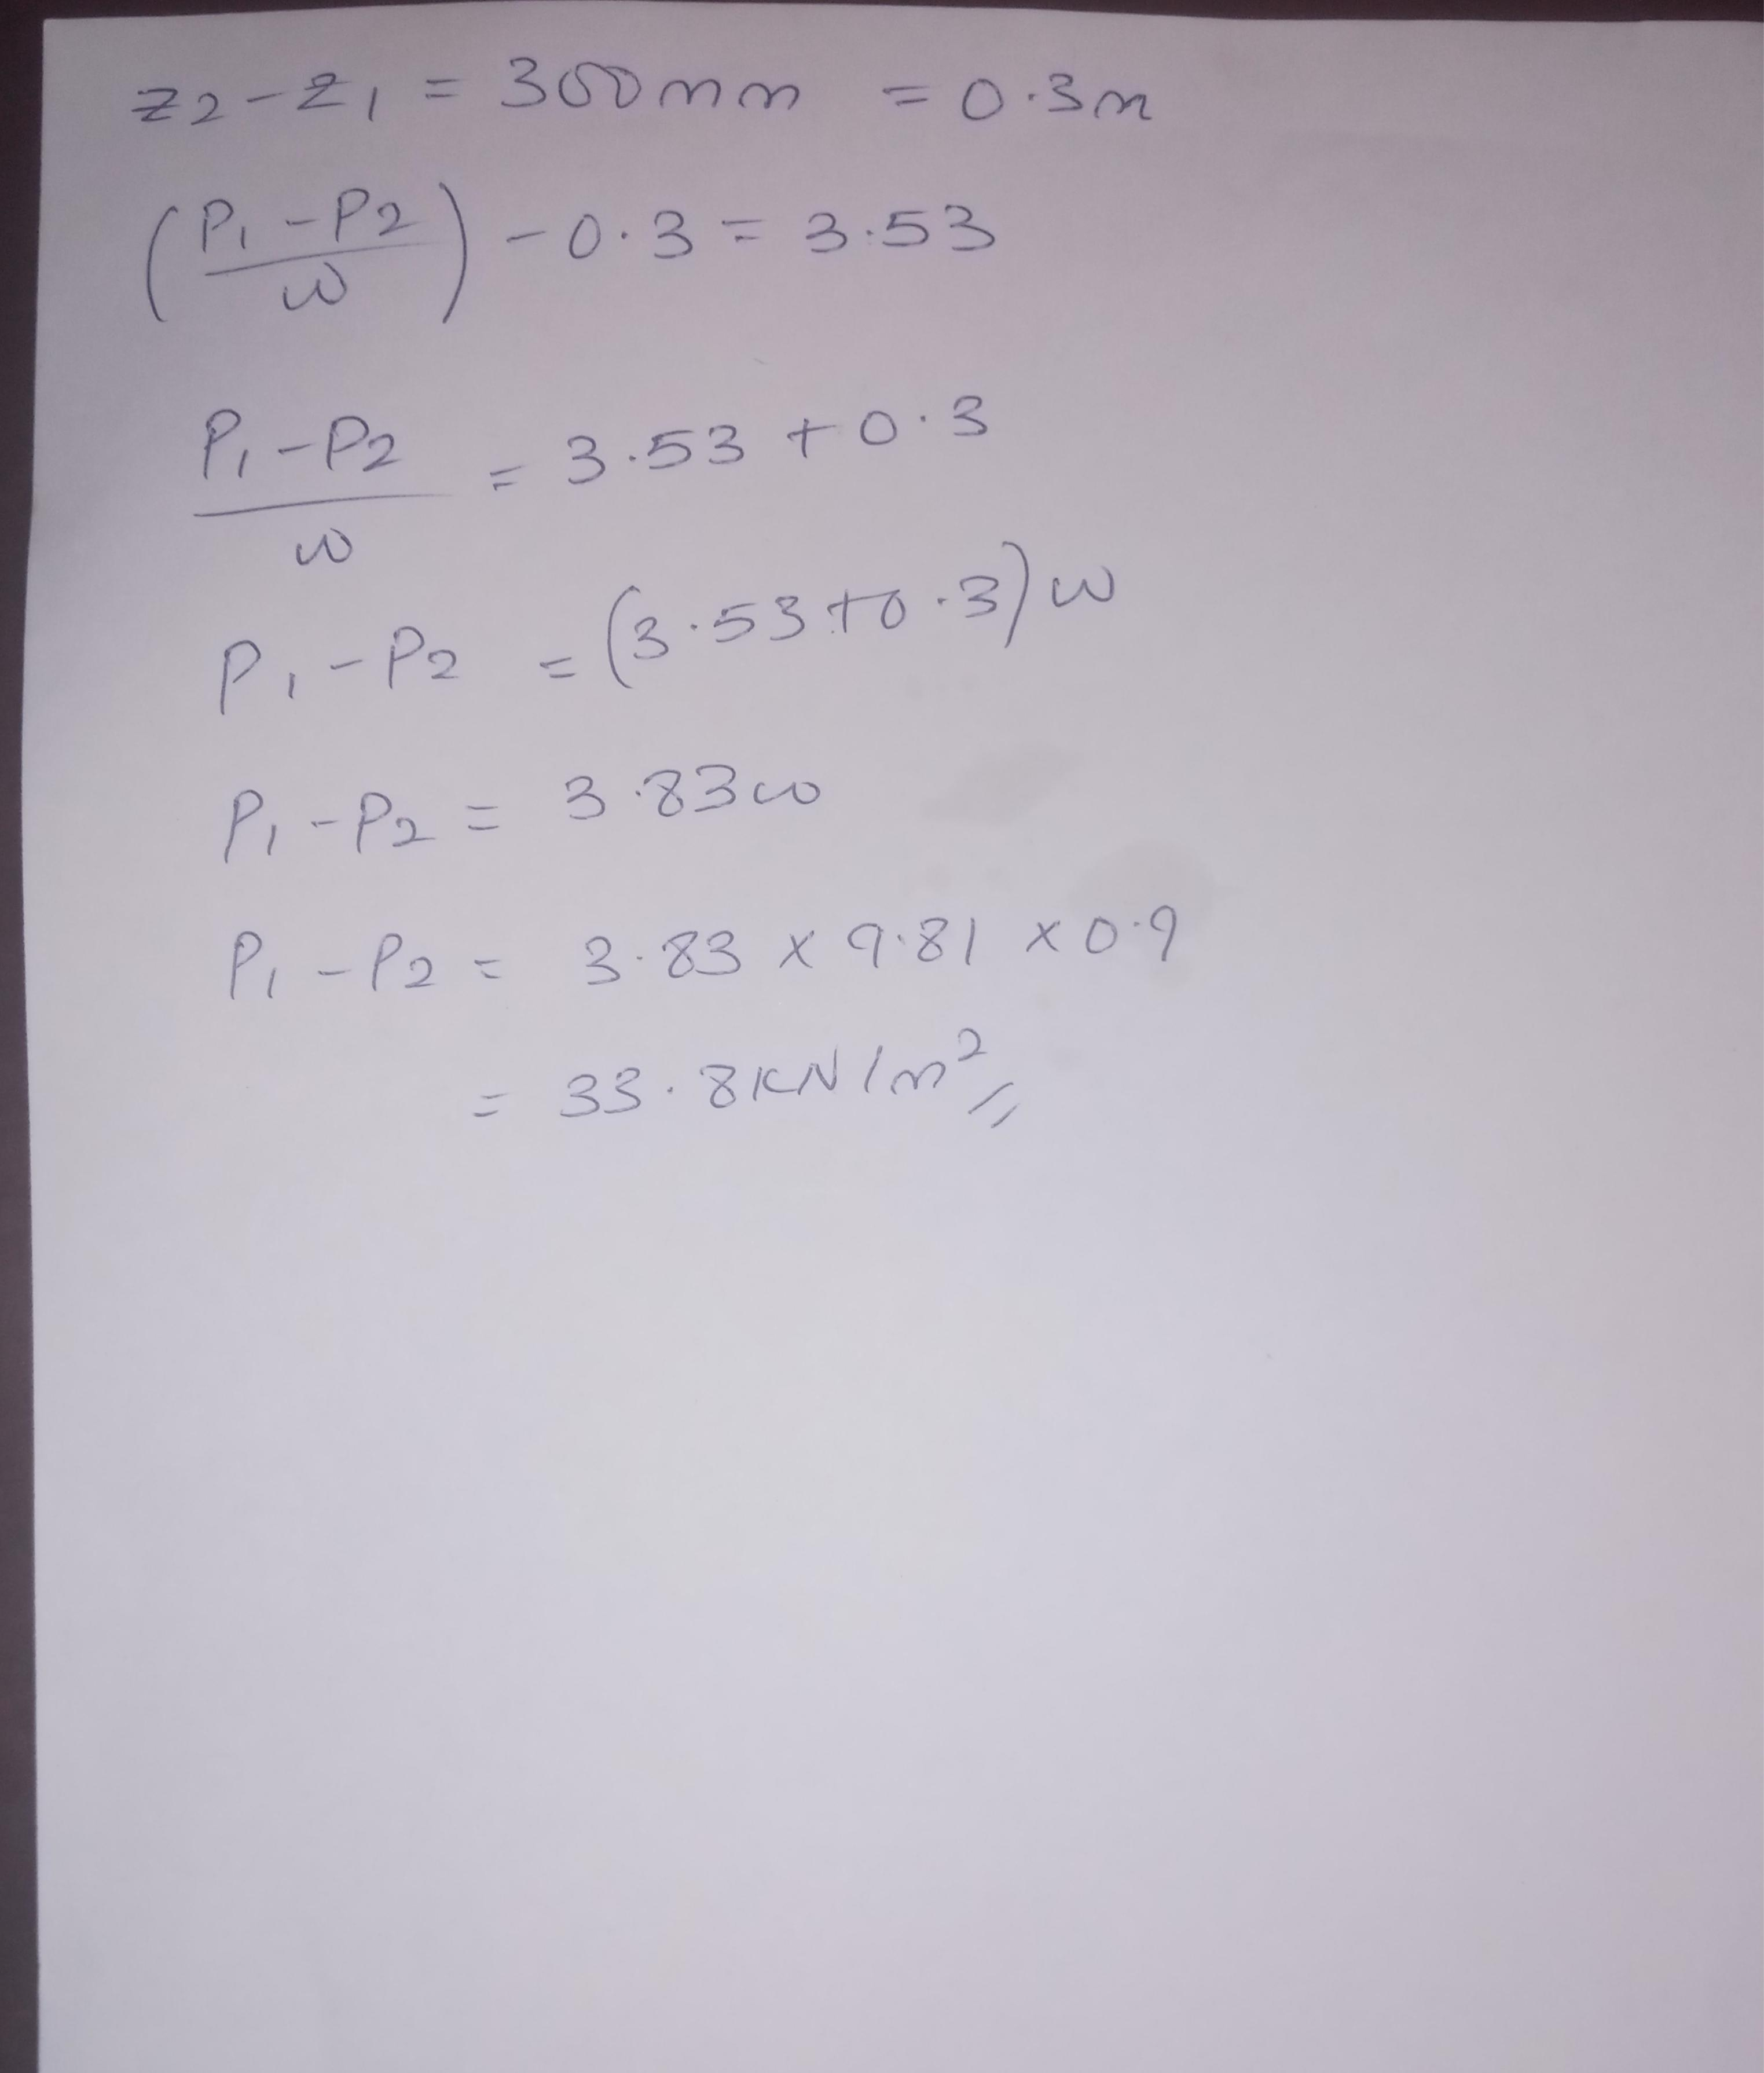 z2-z1 = 300mm = 0.3m
(P1-P2/w) - 0.3 = 3.53
P1-P2/w = 3.53 + 0.3
P1-P2 = (3.53+0.3)w
P1-P2 = 3.83w
P1-P2 = 3.83 x 9.81 x 0.9
= 33.8KN/m²